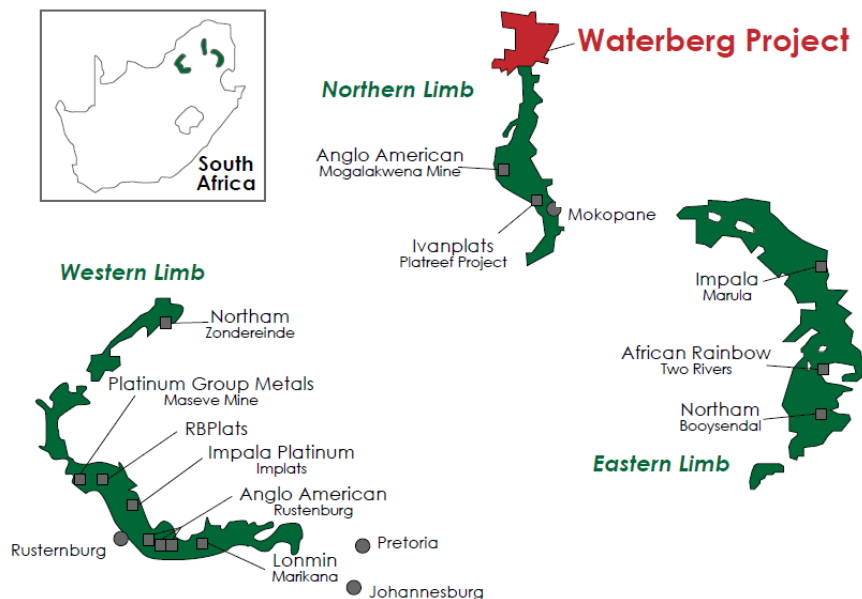 Waterberg Project
Northern Limb
South
Africa
Anglo American
Mogalakwena Mine
Mokopane
Ivanplats
Platreef Project
Western Limb
Impala
Marula
Northam
Zondereinde
African Rainbow
Two Rivers
Platinum Group Metals
Maseve Mine
Northam
Booysendal
RBPlats
Impala Platinum
Implats
Eastern Limb
Anglo American
Rustenburg
Rusternburg
Pretoria
Lonmin
Marikana
Johannesburg